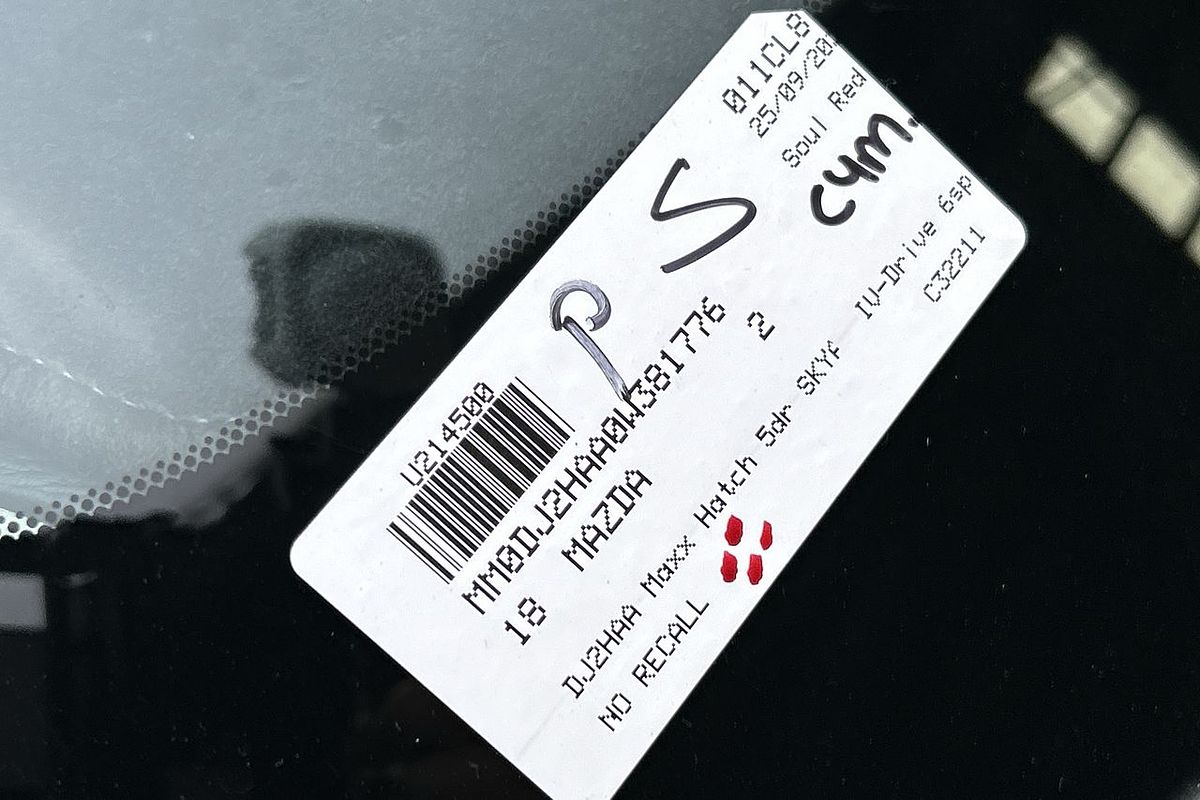 011CL8
25/09/20
Soul Red
cym.
S
P
U214500
MM0DJ2HAA0W381776
18 MAZDA 2
DJ2HAA Maxx Hatch 5dr SKYA IV-Drive 6sp
NO RECALL C32211